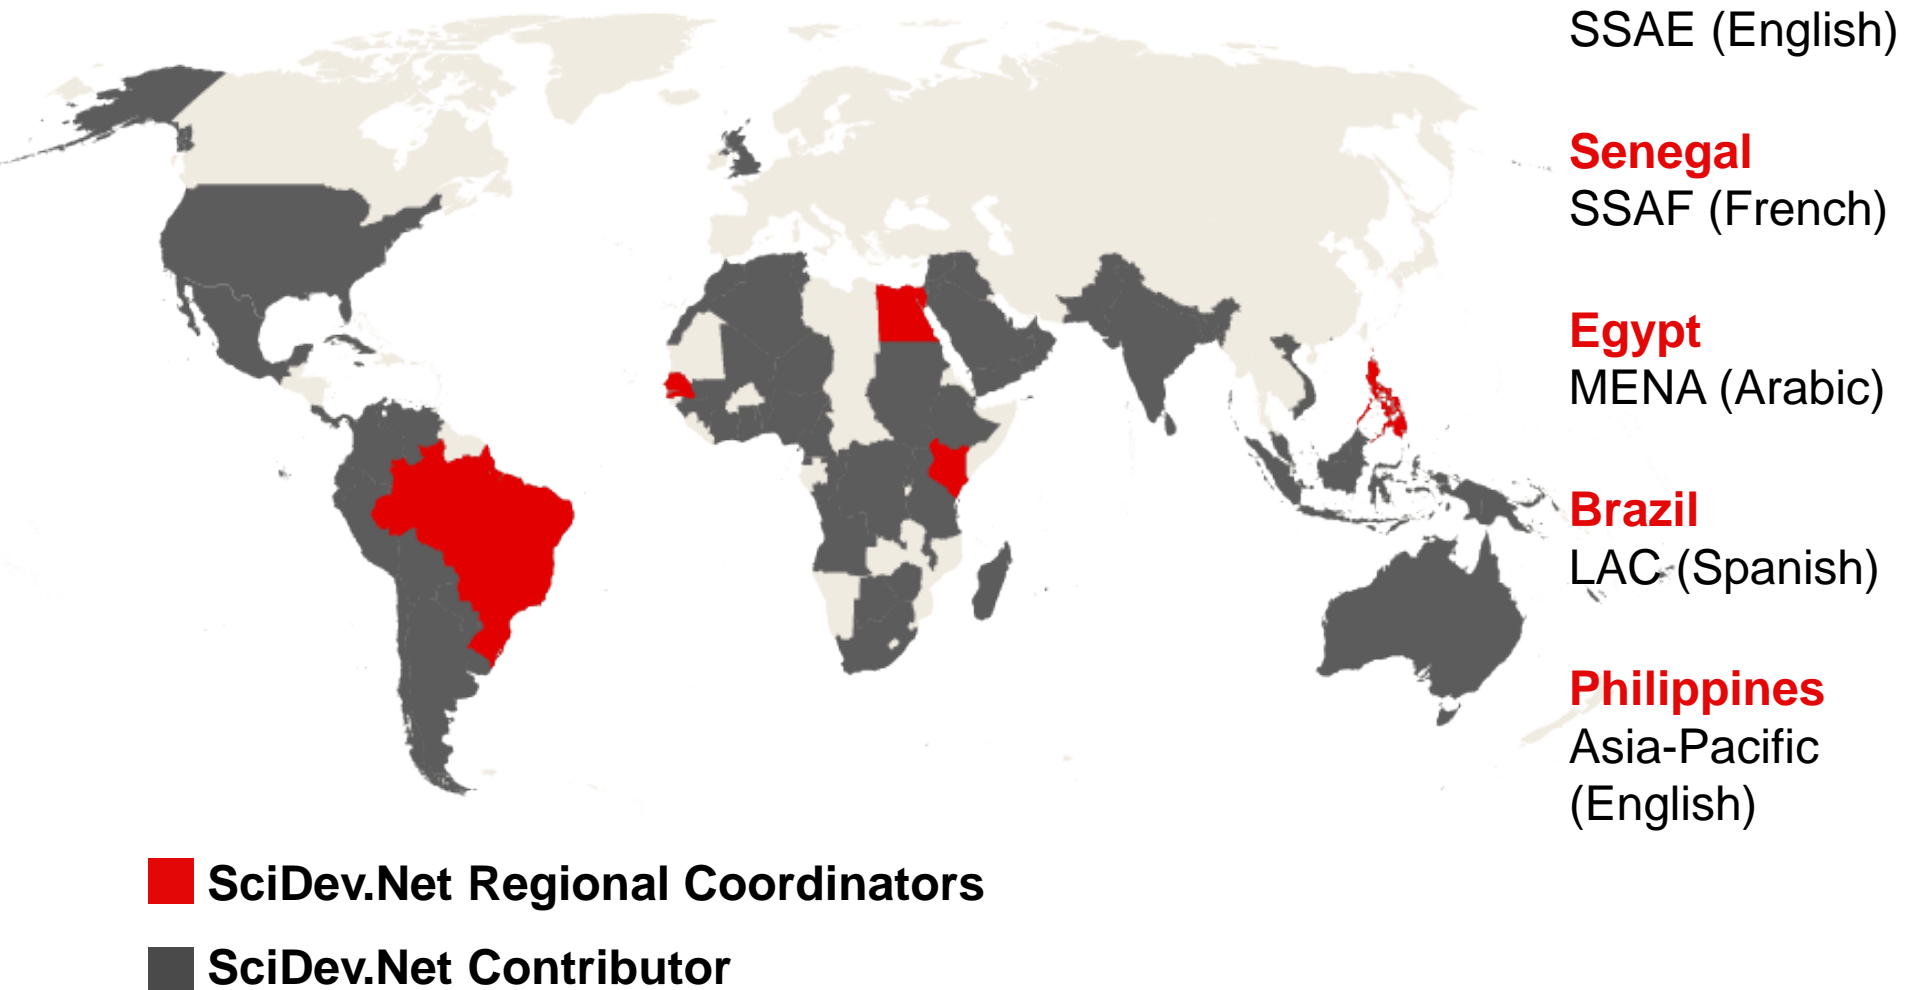 SSAE (English)
Senegal
SSAF (French)
Egypt
MENA (Arabic)
Brazil
LAC (Spanish)
Philippines
Asia-Pacific
(English)
SciDev.Net Regional Coordinators
SciDev.Net Contributor